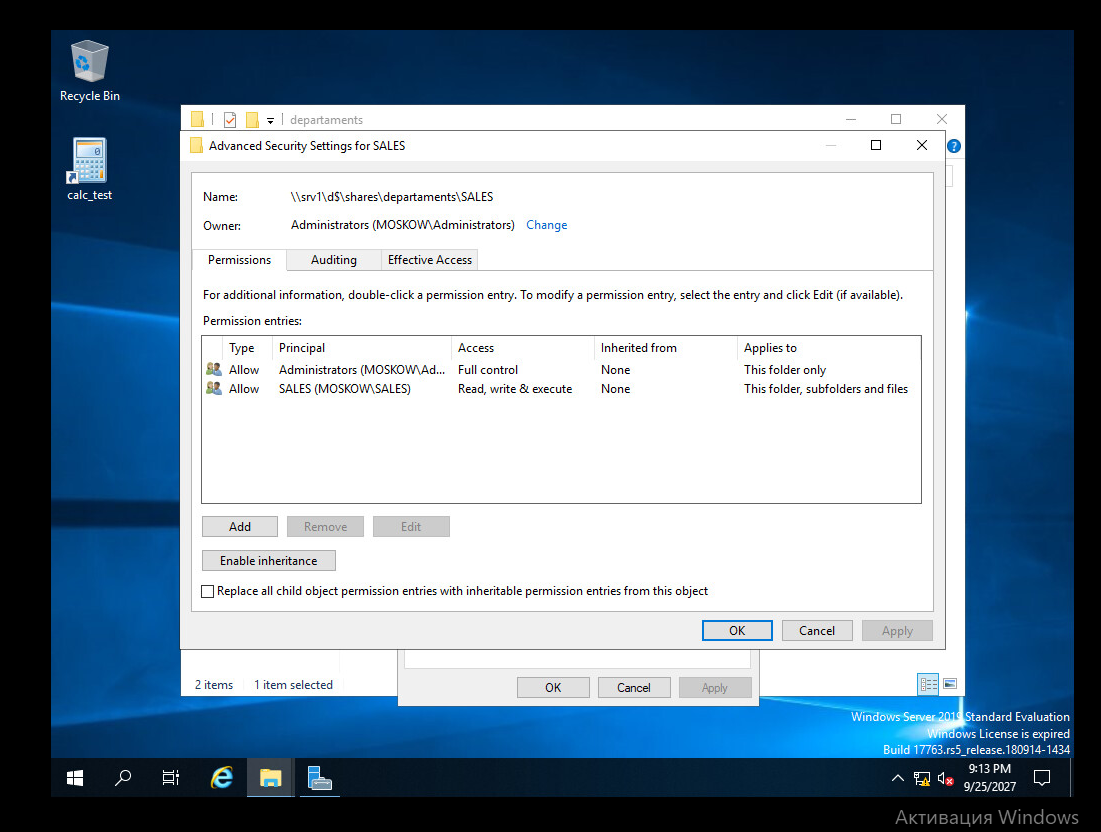 Recycle Bin
calc_test
departaments
Advanced Security Settings for SALES
Name: \\srv1\d$\shares\departaments\SALES
Owner: Administrators (MOSKOW\Administrators) Change
Permissions Auditing Effective Access
For additional information, double-click a permission entry. To modify a permission entry, select the entry and click Edit (if available).
Permission entries:
Type Principal Access Inherited from Applies to
Allow Administrators (MOSKOW\Ad... Full control None This folder only
Allow SALES (MOSKOW\SALES) Read, write & execute None This folder, subfolders and files
Add Remove Edit
Enable inheritance
Replace all child object permission entries with inheritable permission entries from this object
OK Cancel Apply
2 items 1 item selected
OK Cancel Apply
Windows Server 2019 Standard Evaluation
Windows License is expired
Build 17763.rs5_release.180914-1434
9:13 PM
9/25/2027
Активация Windows